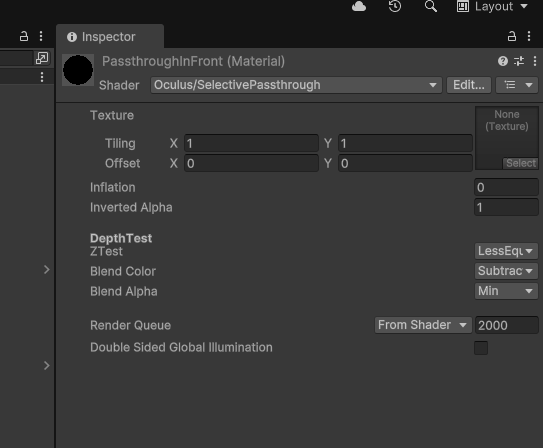 Layout
Inspector
PassthroughInFront (Material)
Shader Oculus/SelectivePassthrough Edit...
Texture None (Texture)
Tiling X 1 Y 1
Offset X 0 Y 0 Select
Inflation 0
Inverted Alpha 1
DepthTest
ZTest LessEqu
Blend Color Subtrac
Blend Alpha Min
Render Queue From Shader 2000
Double Sided Global Illumination